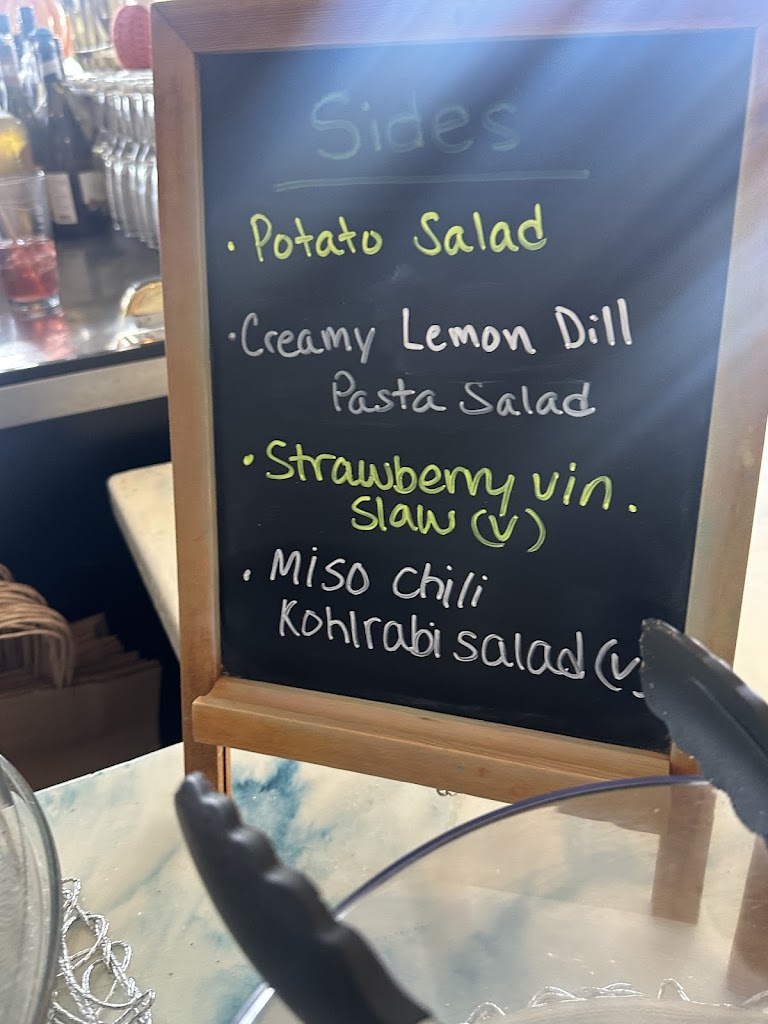 Sides
· Potato Salad
· Creamy Lemon Dill
Pasta Salad
· Strawberry vin.
Slaw (v)
· Miso Chili
Kohlrabi salad (v)